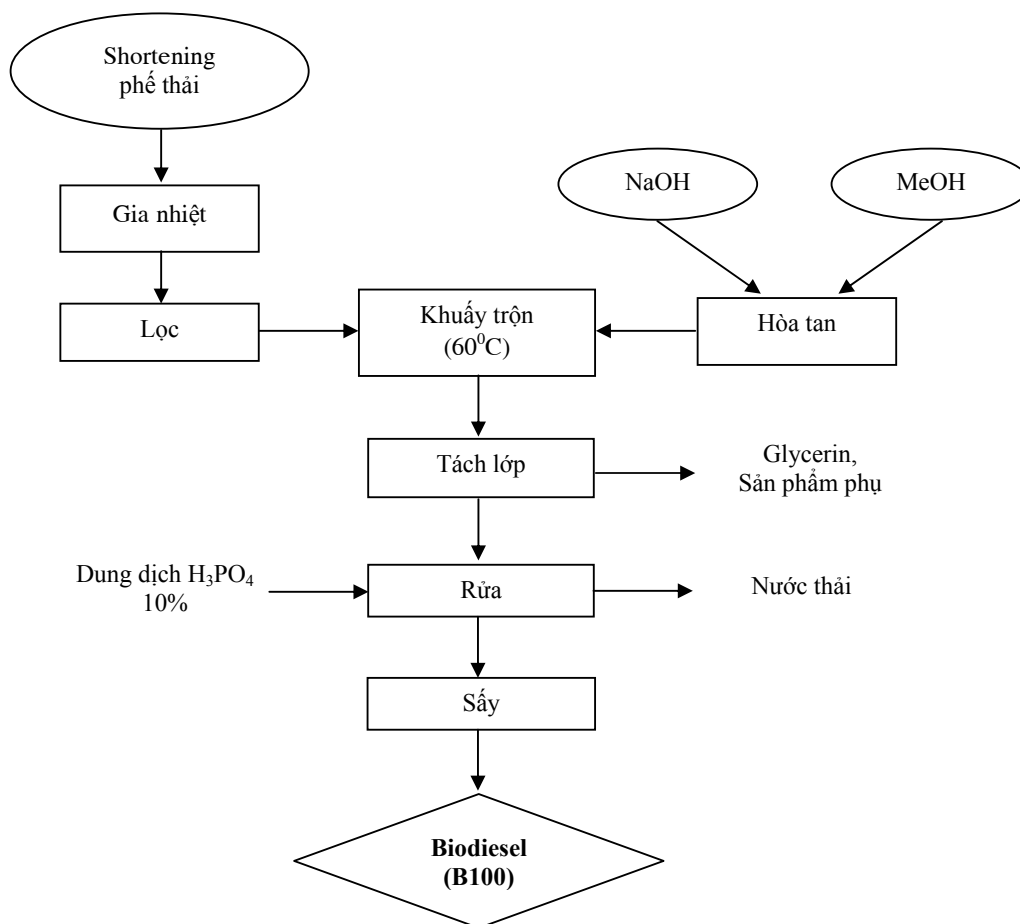 Shortening
phế thải
NaOH
MeOH
Gia nhiệt
Lọc
Khuấy trộn
(60⁰C)
Hòa tan
Tách lớp
Glycerin,
Sản phẩm phụ
Dung dịch H₃PO₄
10%
Rửa
Nước thải
Sấy
Biodiesel
(B100)